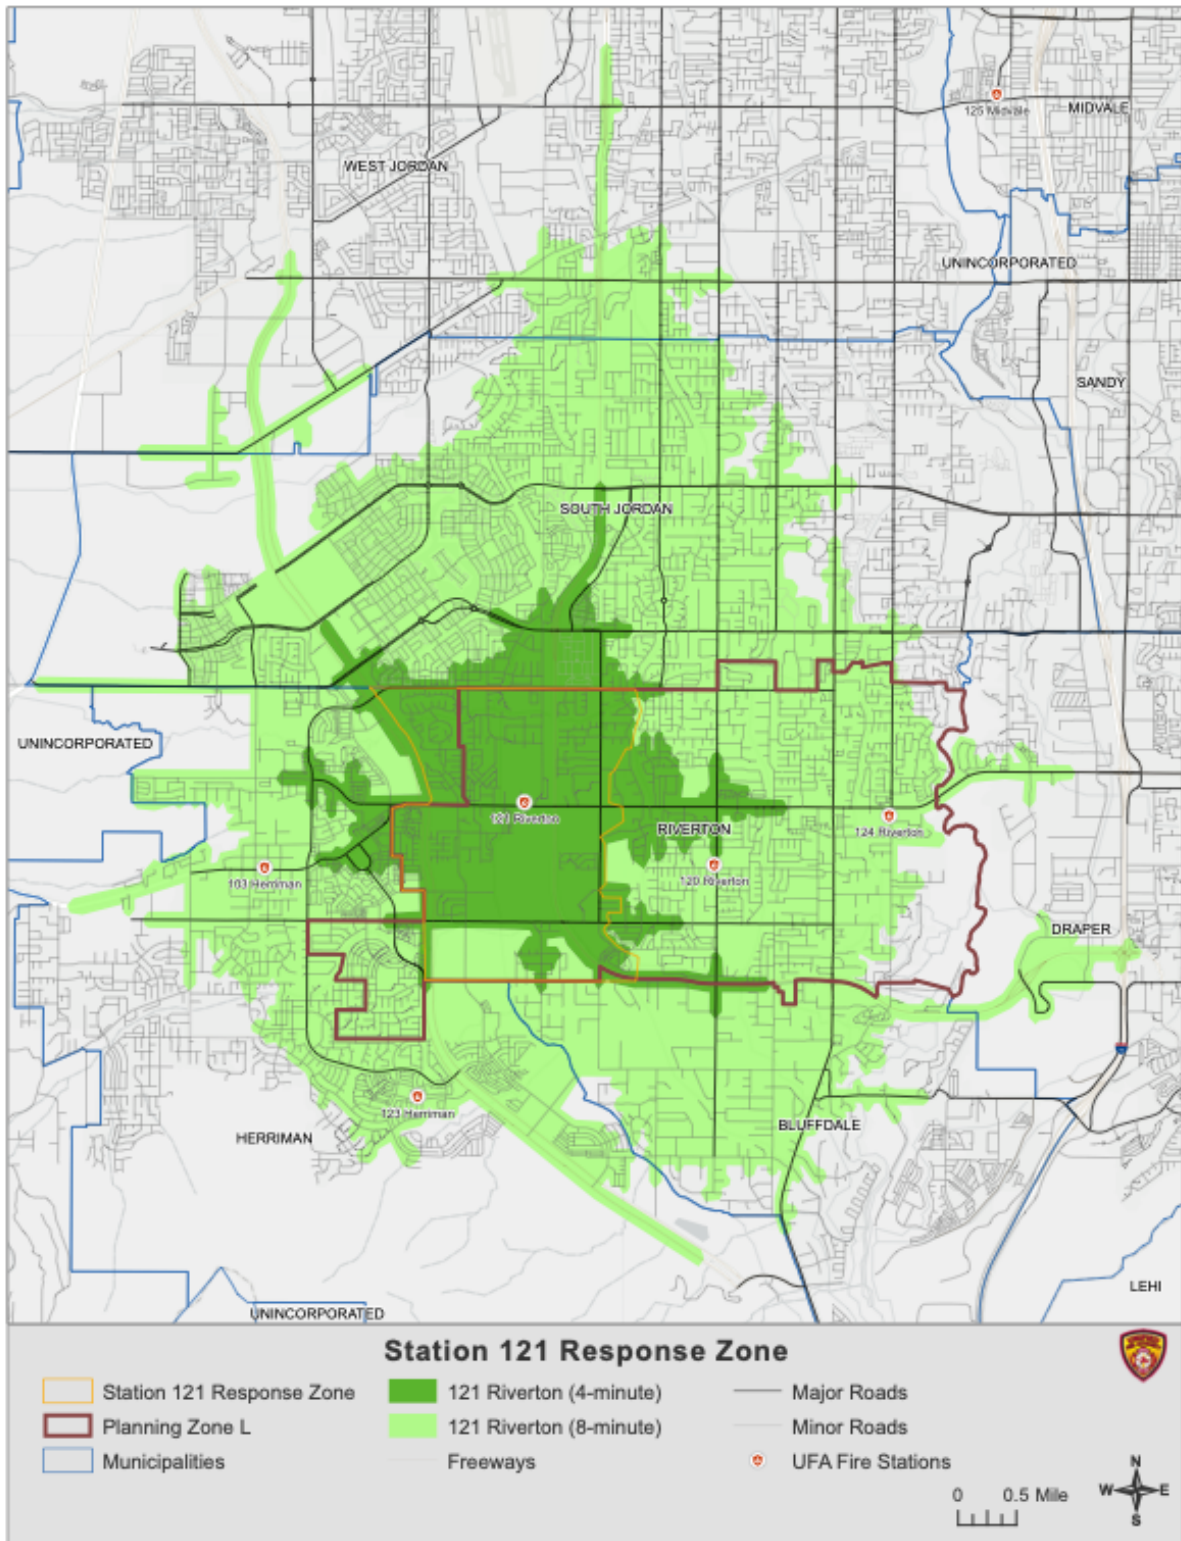 125 Midvale
MIDVALE
WEST JORDAN
UNINCORPORATED
SANDY
SOUTH JORDAN
UNINCORPORATED
121 Riverton
RIVERTON
124 Riverton
103 Herriman
120 Riverton
DRAPER
123 Herriman
HERRIMAN
BLUFFDALE
LEHI
UNINCORPORATED
Station 121 Response Zone
Station 121 Response Zone
121 Riverton (4-minute)
Major Roads
Planning Zone L
121 Riverton (8-minute)
Minor Roads
Municipalities
Freeways
UFA Fire Stations
0 0.5 Mile
N
W E
S